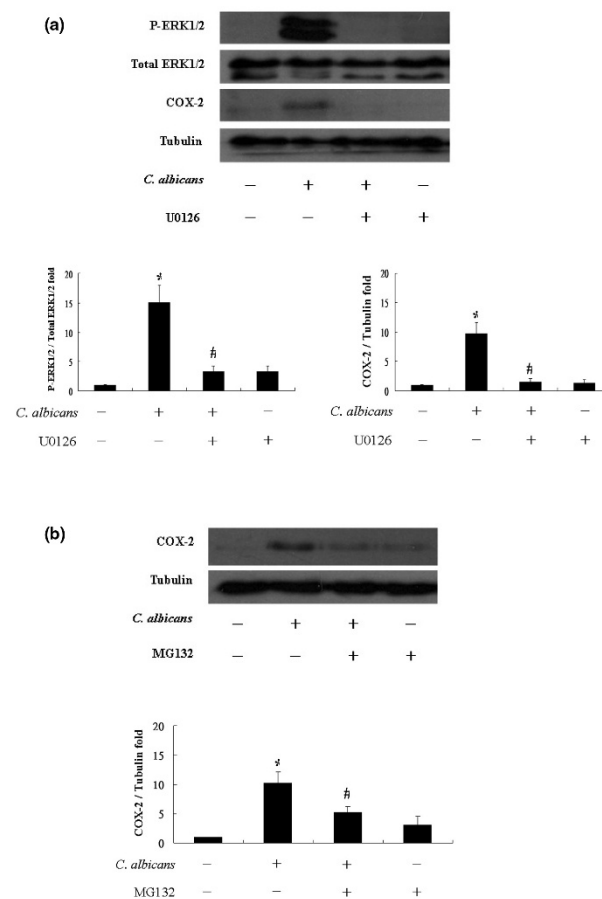 (a)
P-ERK1/2
Total ERK1/2
COX-2
Tubulin
C. albicans − + + −
U0126 − − + +
P-ERK1/2 / Total ERK1/2 fold
20
15
10
5
0
*
#
C. albicans − + + −
U0126 − − + +
COX-2 / Tubulin fold
20
15
10
5
0
*
#
C. albicans − + + −
U0126 − − + +
(b)
COX-2
Tubulin
C. albicans − + + −
MG132 − − + +
COX-2 / Tubulin fold
20
15
10
5
0
*
#
C. albicans − + + −
MG132 − − + +